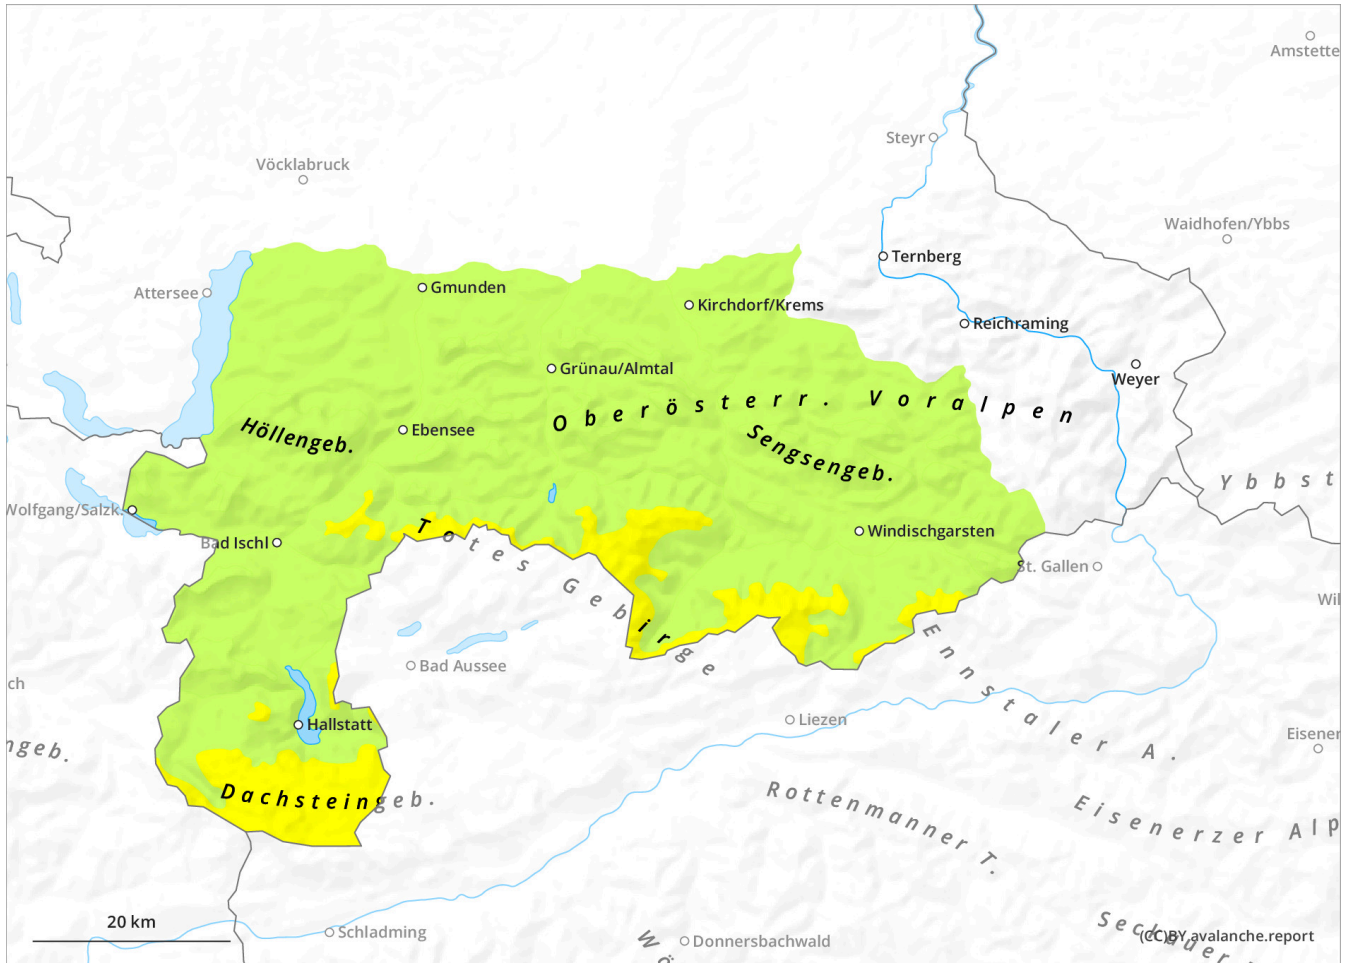 Amstette
Steyr
Vöcklabruck
Waidhofen/Ybbs
Ternberg
Attersee
Gmunden
Kirchdorf/Krems
Reichraming
Grünau/Almtal
Weyer
Oberösterr. Voralpen
Höllengeb.
Ebensee
Sengsengeb.
Ybbst
Wolfgang/Salzk.
Totes Gebirge
Windischgarsten
Bad Ischl
St. Gallen
Wil
Ennstaler A.
Bad Aussee
ch
Hallstatt
Liezen
Eisener
ngeb.
Dachsteingeb.
Rottenmanner T.
Eisenerzer Alp
20 km
Schladming
Donnersbachwald
Wö
Seckauer
(CC)BY avalanche.report